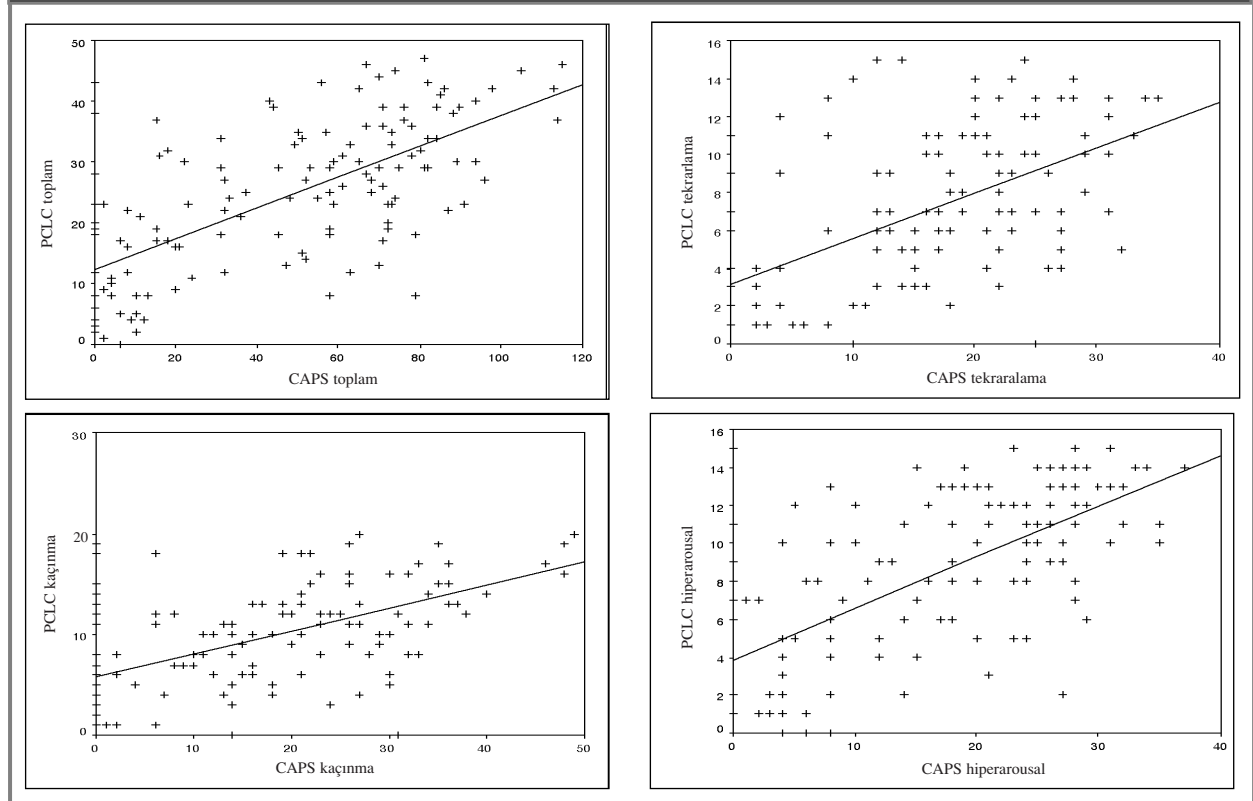 50
40
30
20
10
0
PCLC toplam
0 20 40 60 80 100 120
CAPS toplam
16
14
12
10
8
6
4
2
0
PCLC tekrarlama
0 10 20 30 40
CAPS tekraralama
30
20
10
0
PCLC kaçınma
0 10 20 30 40 50
CAPS kaçınma
16
14
12
10
8
6
4
2
0
PCLC hiperarousal
0 10 20 30 40
CAPS hiperarousal